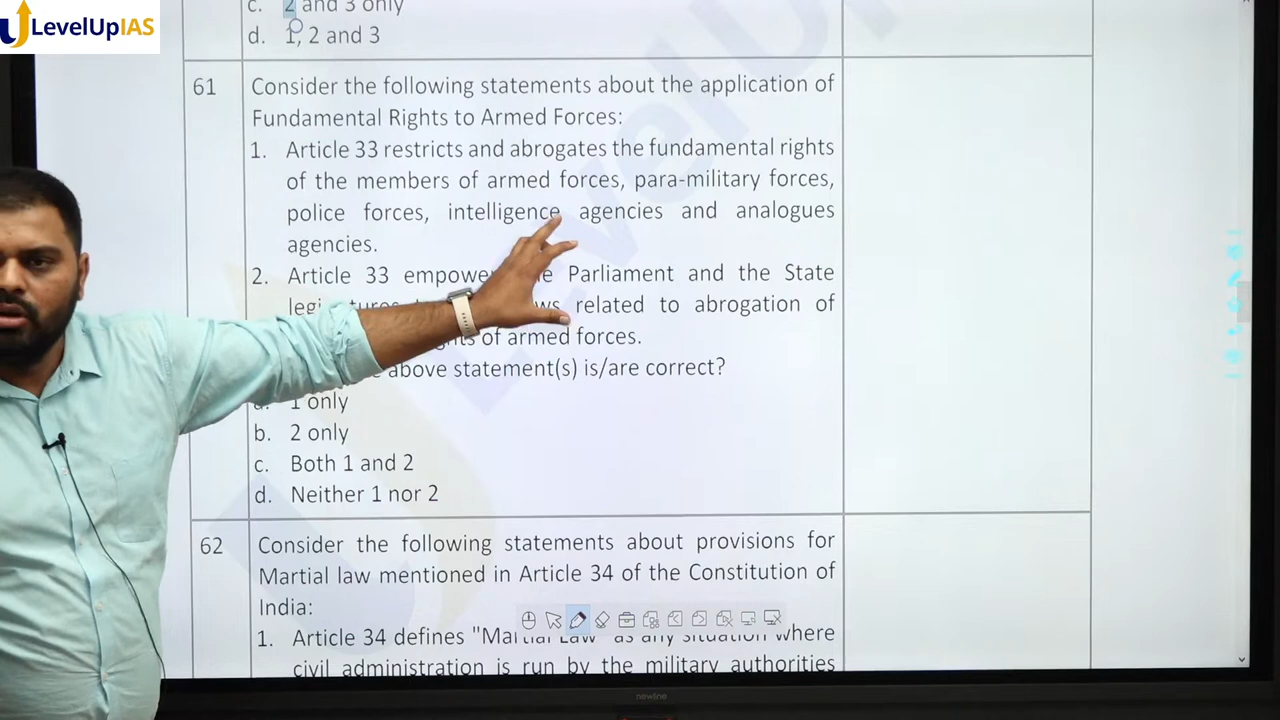 LevelUpIAS
c. 2 and 3 only
d. 1, 2 and 3
61
Consider the following statements about the application of
Fundamental Rights to Armed Forces:
1. Article 33 restricts and abrogates the fundamental rights
of the members of armed forces, para-military forces,
police forces, intelligence agencies and analogues
agencies.
2. Article 33 Parliament and the State
related to abrogation of
of armed forces.
above statement(s) is/are correct?
a. 1 only
b. 2 only
c. Both 1 and 2
d. Neither 1 nor 2
62
Consider the following statements about provisions for
Martial law mentioned in Article 34 of the Constitution of
India:
1. Article 34 defines "Martial Law" as any situation where
civil administration is run by the military authorities
newline